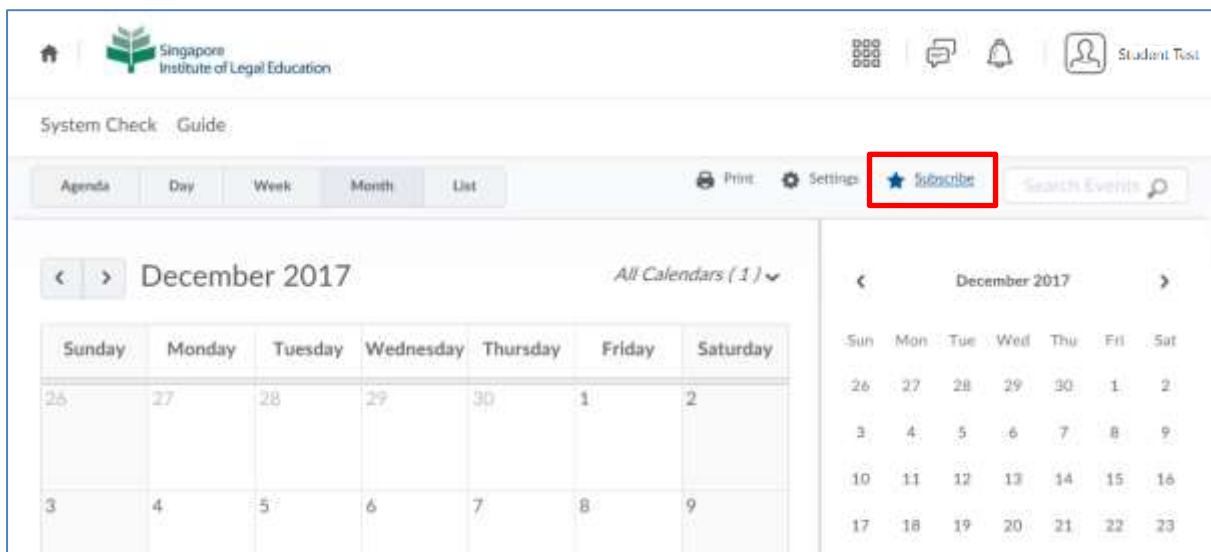 Singapore
Institute of Legal Education
Student Test
System Check Guide
Agenda Day Week Month List
Print Settings Subscribe Search Events
December 2017
All Calendars ( 1 )
Sunday Monday Tuesday Wednesday Thursday Friday Saturday
26 27 28 29 30 1 2
3 4 5 6 7 8 9
December 2017
Sun Mon Tue Wed Thu Fri Sat
26 27 28 29 30 1 2
3 4 5 6 7 8 9
10 11 12 13 14 15 16
17 18 19 20 21 22 23